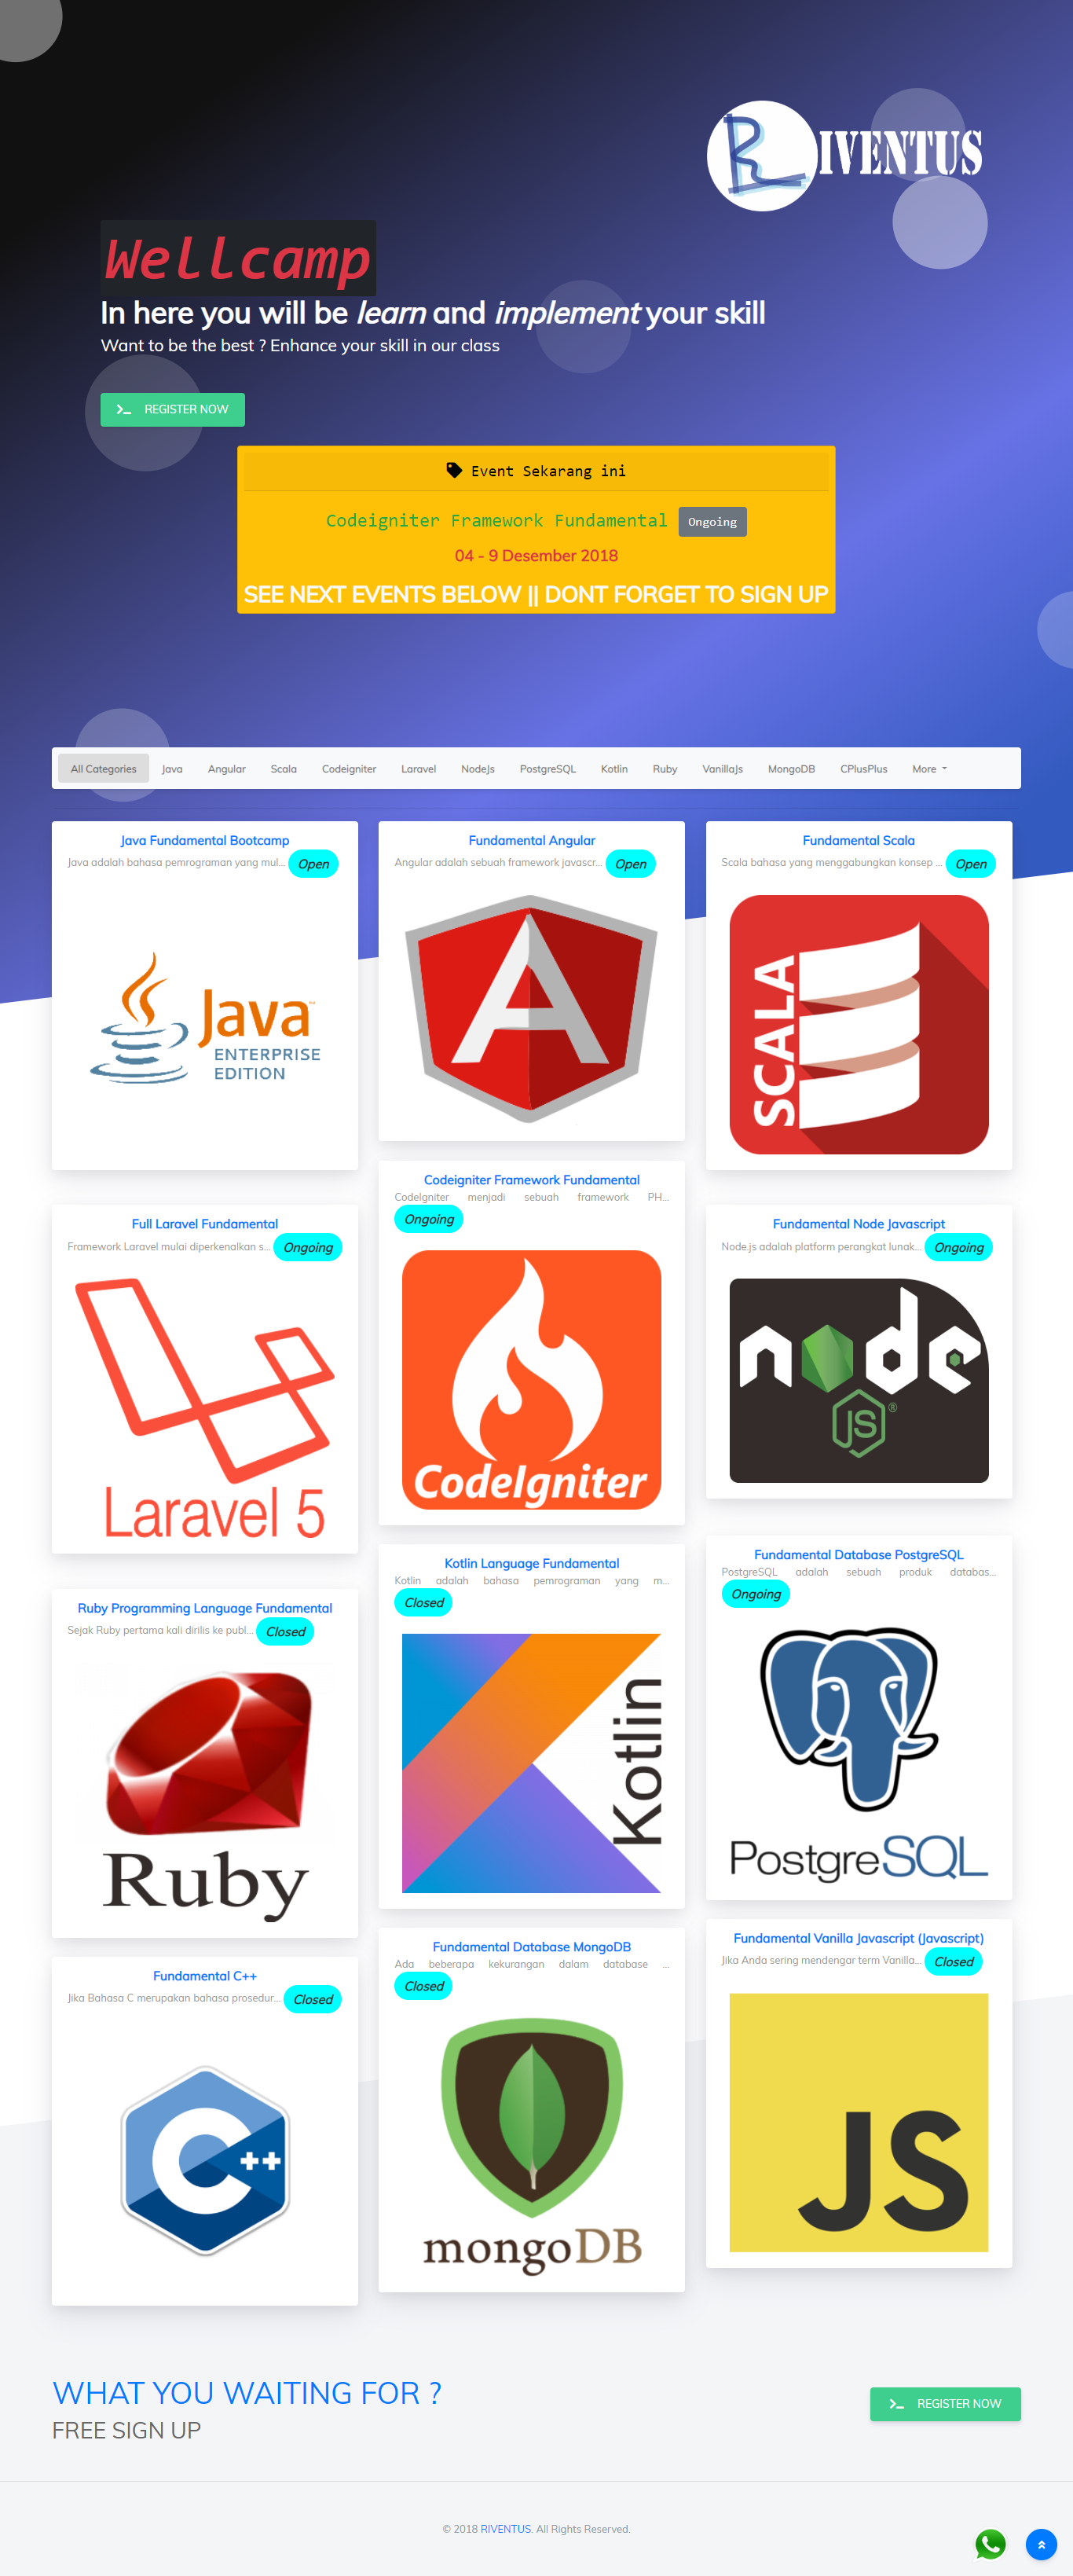 RIVENTUS
Wellcamp
In here you will be learn and implement your skill
Want to be the best ? Enhance your skill in our class
REGISTER NOW
Event Sekarang ini
Codeigniter Framework Fundamental Ongoing
04 - 9 Desember 2018
SEE NEXT EVENTS BELOW || DONT FORGET TO SIGN UP
All Categories Java Angular Scala Codeigniter Laravel NodeJs PostgreSQL Kotlin Ruby VanillaJs MongoDB CPlusPlus More
Java Fundamental Bootcamp
Java adalah bahasa pemrograman yang mul... Open
Java™
ENTERPRISE
EDITION
Fundamental Angular
Angular adalah sebuah framework javascr... Open
A
Fundamental Scala
Scala bahasa yang menggabungkan konsep ... Open
SCALA
Full Laravel Fundamental
Framework Laravel mulai diperkenalkan s... Ongoing
Laravel 5
Codeigniter Framework Fundamental
CodeIgniter menjadi sebuah framework PH...
Ongoing
CodeIgniter
Fundamental Node Javascript
Node.js adalah platform perangkat lunak... Ongoing
node
JS®
Ruby Programming Language Fundamental
Sejak Ruby pertama kali dirilis ke publ... Closed
Ruby
Kotlin Language Fundamental
Kotlin adalah bahasa pemrograman yang m...
Closed
Kotlin
Fundamental Database PostgreSQL
PostgreSQL adalah sebuah produk databas...
Ongoing
PostgreSQL
Fundamental C++
Jika Bahasa C merupakan bahasa prosedur... Closed
C++
Fundamental Database MongoDB
Ada beberapa kekurangan dalam database ...
Closed
mongoDB
Fundamental Vanilla Javascript (Javascript)
Jika Anda sering mendengar term Vanilla... Closed
JS
WHAT YOU WAITING FOR ?
FREE SIGN UP
REGISTER NOW
© 2018 RIVENTUS. All Rights Reserved.